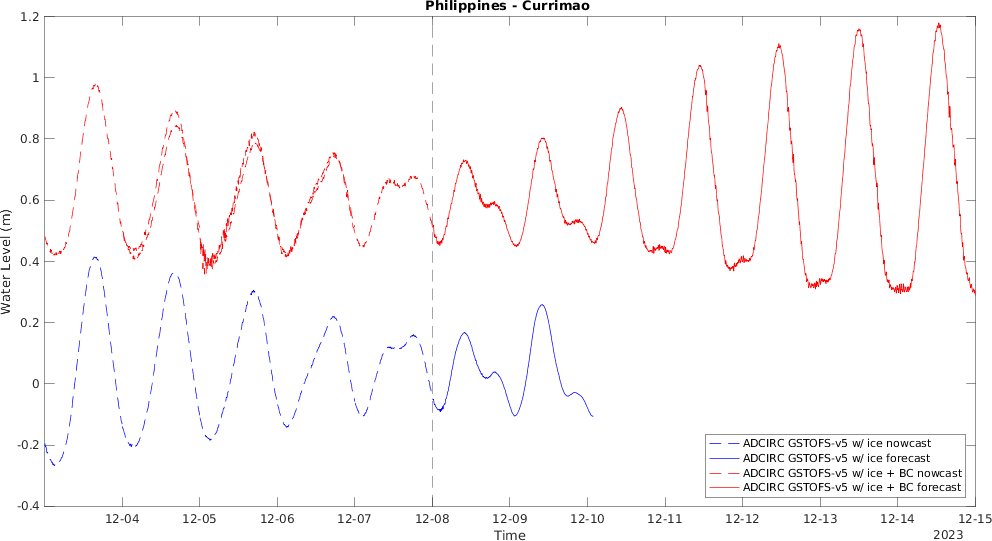 Philippines - Currimao
1.2
1
0.8
0.6
0.4
0.2
0
-0.2
-0.4
Water Level (m)
12-04 12-05 12-06 12-07 12-08 12-09 12-10 12-11 12-12 12-13 12-14 12-15
Time
2023
ADCIRC GSTOFS-v5 w/ ice nowcast
ADCIRC GSTOFS-v5 w/ ice forecast
ADCIRC GSTOFS-v5 w/ ice + BC nowcast
ADCIRC GSTOFS-v5 w/ ice + BC forecast